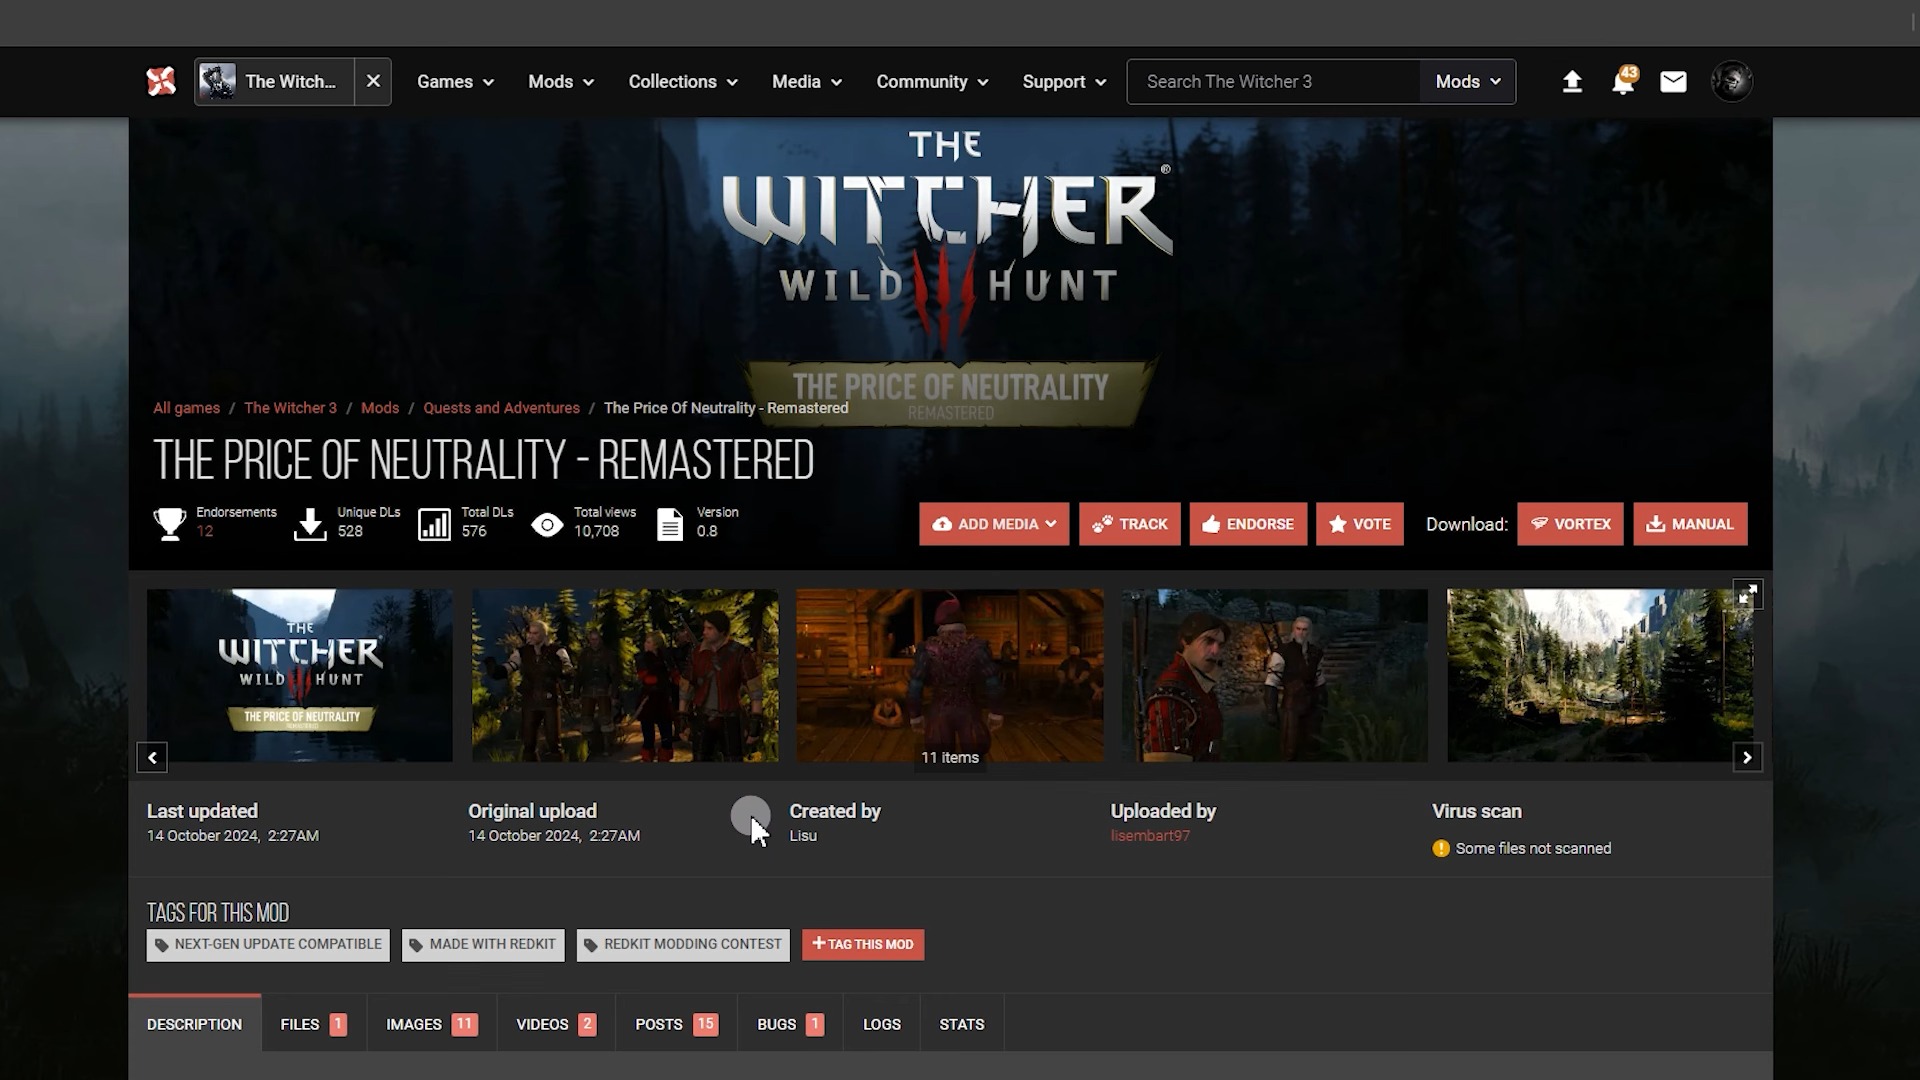 The Witch...
Games
Mods
Collections
Media
Community
Support
Search The Witcher 3
Mods
43
THE
WITCHER®
WILD HUNT
THE PRICE OF NEUTRALITY
REMASTERED
All games / The Witcher 3 / Mods / Quests and Adventures / The Price Of Neutrality - Remastered
THE PRICE OF NEUTRALITY - REMASTERED
Endorsements
12
Unique DLs
528
Total DLs
576
Total views
10,708
Version
0.8
ADD MEDIA
TRACK
ENDORSE
VOTE
Download:
VORTEX
MANUAL
THE
WITCHER
WILD HUNT
THE PRICE OF NEUTRALITY
11 items
Last updated
14 October 2024, 2:27AM
Original upload
14 October 2024, 2:27AM
Created by
Lisu
Uploaded by
lisembart97
Virus scan
Some files not scanned
TAGS FOR THIS MOD
NEXT-GEN UPDATE COMPATIBLE
MADE WITH REDKIT
REDKIT MODDING CONTEST
+TAG THIS MOD
DESCRIPTION
FILES 1
IMAGES 11
VIDEOS 2
POSTS 15
BUGS 1
LOGS
STATS